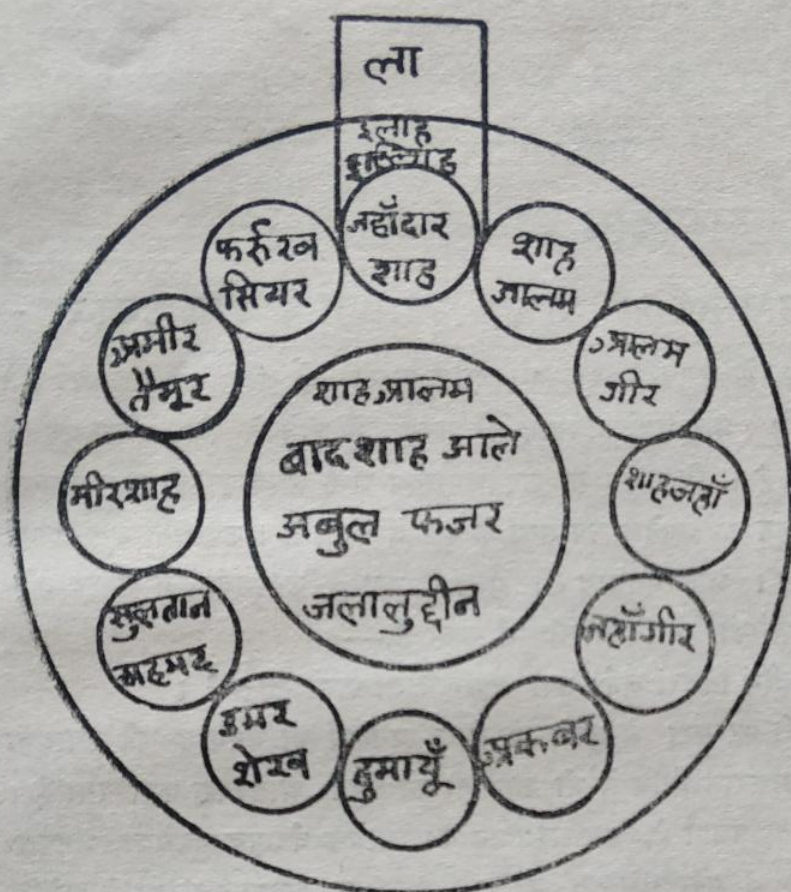 ला
इलाह
जहाँदार
शाह
शाह
आलम
आलम
गीर
शाहजहाँ
जहाँगीर
अकबर
हुमायूँ
उमर
शेख
सुलतान
अहमद
मीरशाह
अमीर
तैमूर
फर्रुख
सियर
शाह आलम
बादशाह आले
अबुल फजर
जलालुद्दीन